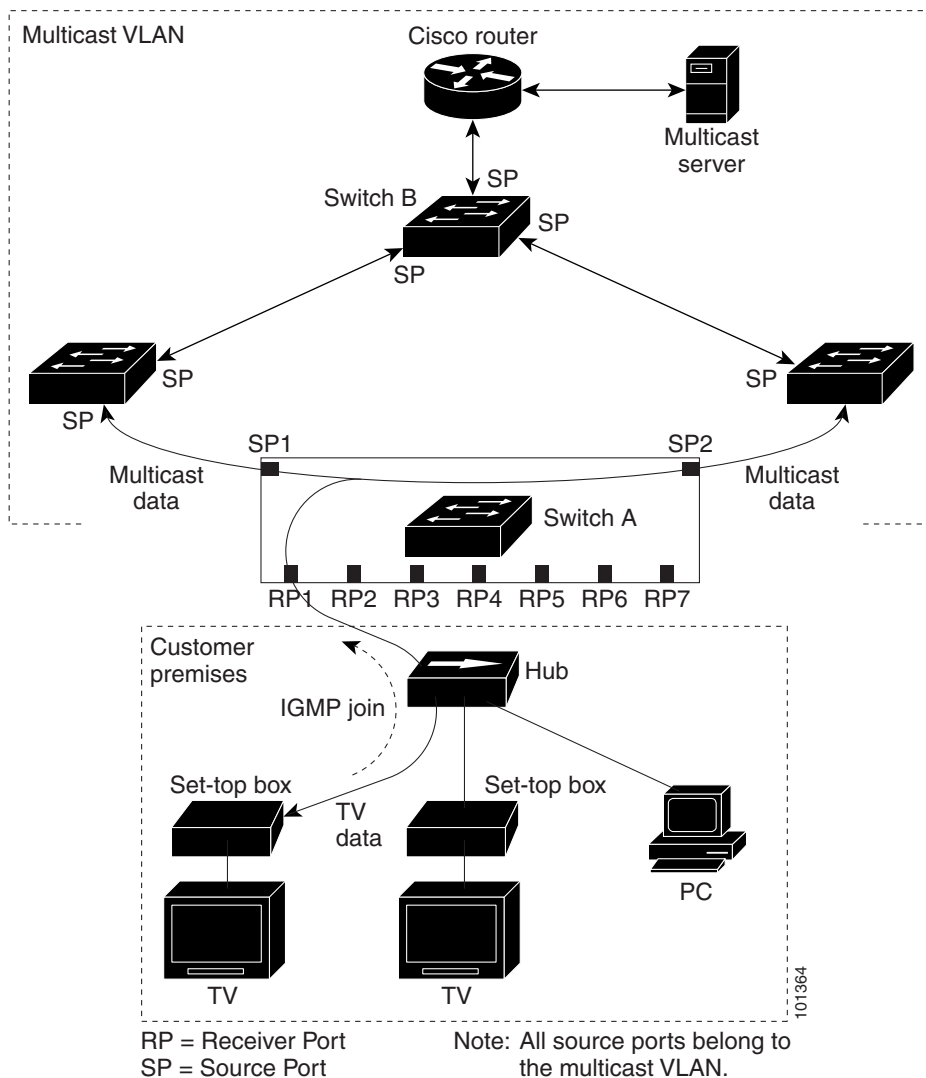 Multicast VLAN
Cisco router
Multicast
server
SP
Switch B
SP
SP
SP
SP
SP
SP1
SP2
Multicast
data
Multicast
data
Switch A
RP1 RP2 RP3 RP4 RP5 RP6 RP7
Customer
premises
Hub
IGMP join
Set-top box
Set-top box
TV
data
PC
TV
TV
101364
RP = Receiver Port
SP = Source Port
Note: All source ports belong to
the multicast VLAN.